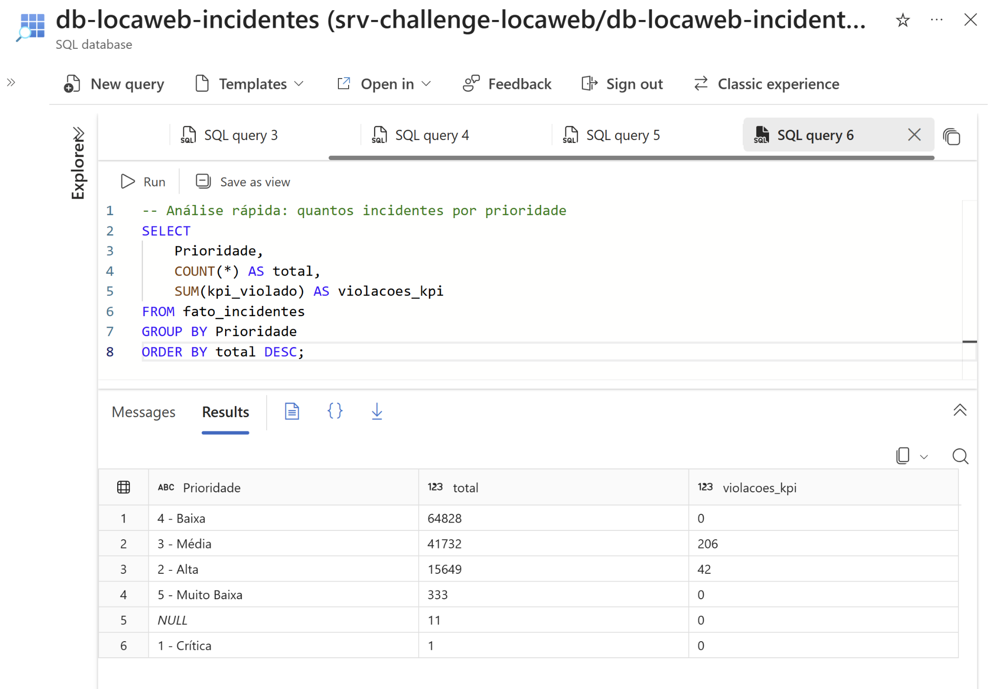 db-locaweb-incidentes (srv-challenge-locaweb/db-locaweb-incident...
SQL database
New query
Templates
Open in
Feedback
Sign out
Classic experience
Explorer
SQL query 3
SQL query 4
SQL query 5
SQL query 6
Run
Save as view
1 -- Análise rápida: quantos incidentes por prioridade
2 SELECT
3 Prioridade,
4 COUNT(*) AS total,
5 SUM(kpi_violado) AS violacoes_kpi
6 FROM fato_incidentes
7 GROUP BY Prioridade
8 ORDER BY total DESC;
Messages
Results
ABC Prioridade 123 total 123 violacoes_kpi
1 4 - Baixa 64828 0
2 3 - Média 41732 206
3 2 - Alta 15649 42
4 5 - Muito Baixa 333 0
5 NULL 11 0
6 1 - Crítica 1 0